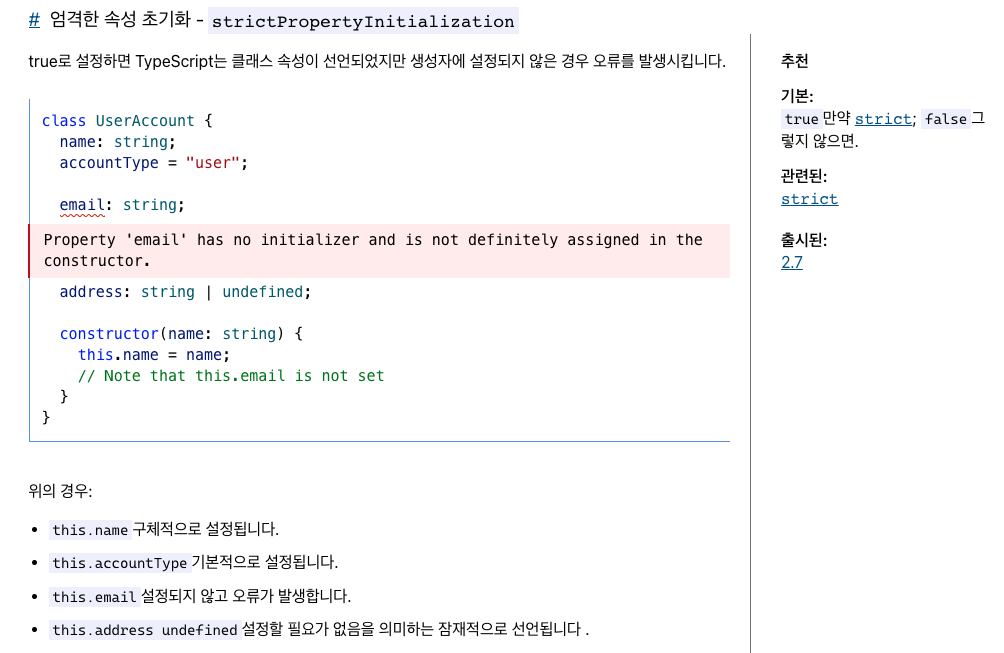 # 엄격한 속성 초기화 - strictPropertyInitialization
true로 설정하면 TypeScript는 클래스 속성이 선언되었지만 생성자에 설정되지 않은 경우 오류를 발생시킵니다.
class UserAccount {
name: string;
accountType = "user";
email: string;
Property 'email' has no initializer and is not definitely assigned in the
constructor.
address: string | undefined;
constructor(name: string) {
this.name = name;
// Note that this.email is not set
}
}
위의 경우:
• this.name 구체적으로 설정됩니다.
• this.accountType 기본적으로 설정됩니다.
• this.email 설정되지 않고 오류가 발생합니다.
• this.address undefined 설정할 필요가 없음을 의미하는 잠재적으로 선언됩니다 .
추천
기본:
true 만약 strict; false 그
렇지 않으면.
관련된:
strict
출시된:
2.7